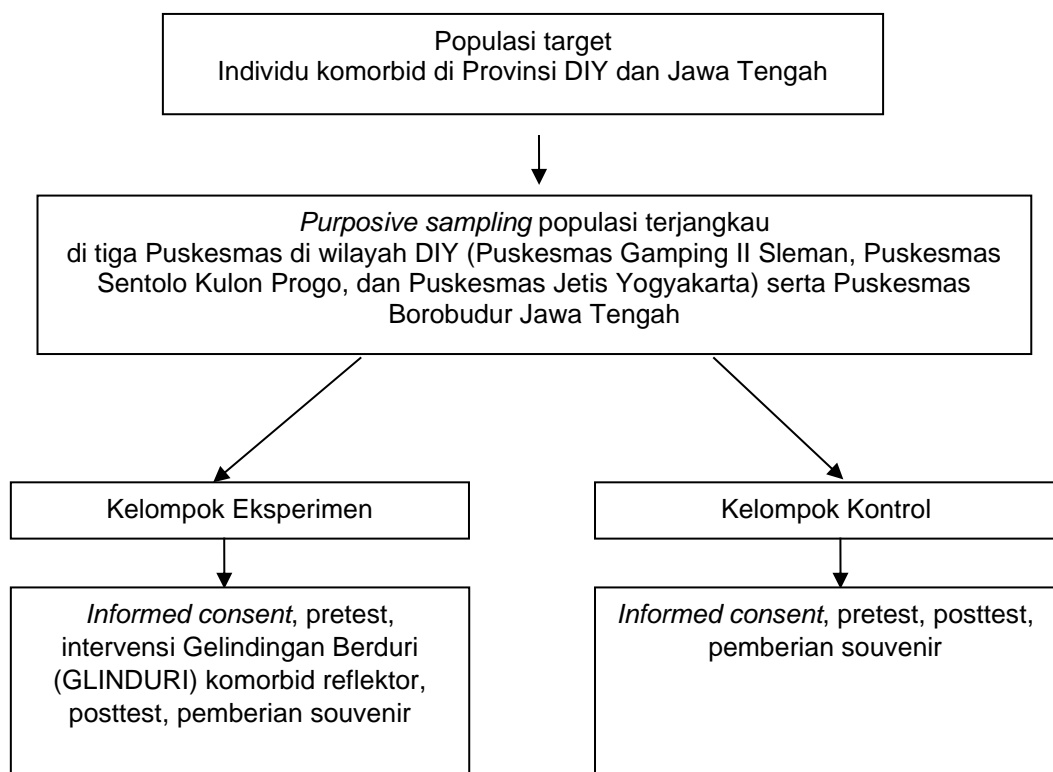 Populasi target
Individu komorbid di Provinsi DIY dan Jawa Tengah
Purposive sampling populasi terjangkau
di tiga Puskesmas di wilayah DIY (Puskesmas Gamping II Sleman, Puskesmas
Sentolo Kulon Progo, dan Puskesmas Jetis Yogyakarta) serta Puskesmas
Borobudur Jawa Tengah
Kelompok Eksperimen
Kelompok Kontrol
Informed consent, pretest,
intervensi Gelindingan Berduri
(GLINDURI) komorbid reflektor,
posttest, pemberian souvenir
Informed consent, pretest, posttest,
pemberian souvenir